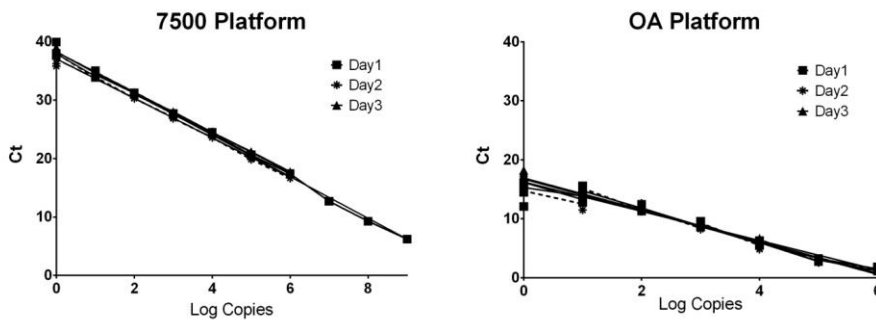 7500 Platform
40
30
20
10
0
Ct
0 2 4 6 8
Log Copies
Day1
Day2
Day3
OA Platform
40
30
20
10
0
Ct
0 2 4 6
Log Copies
Day1
Day2
Day3